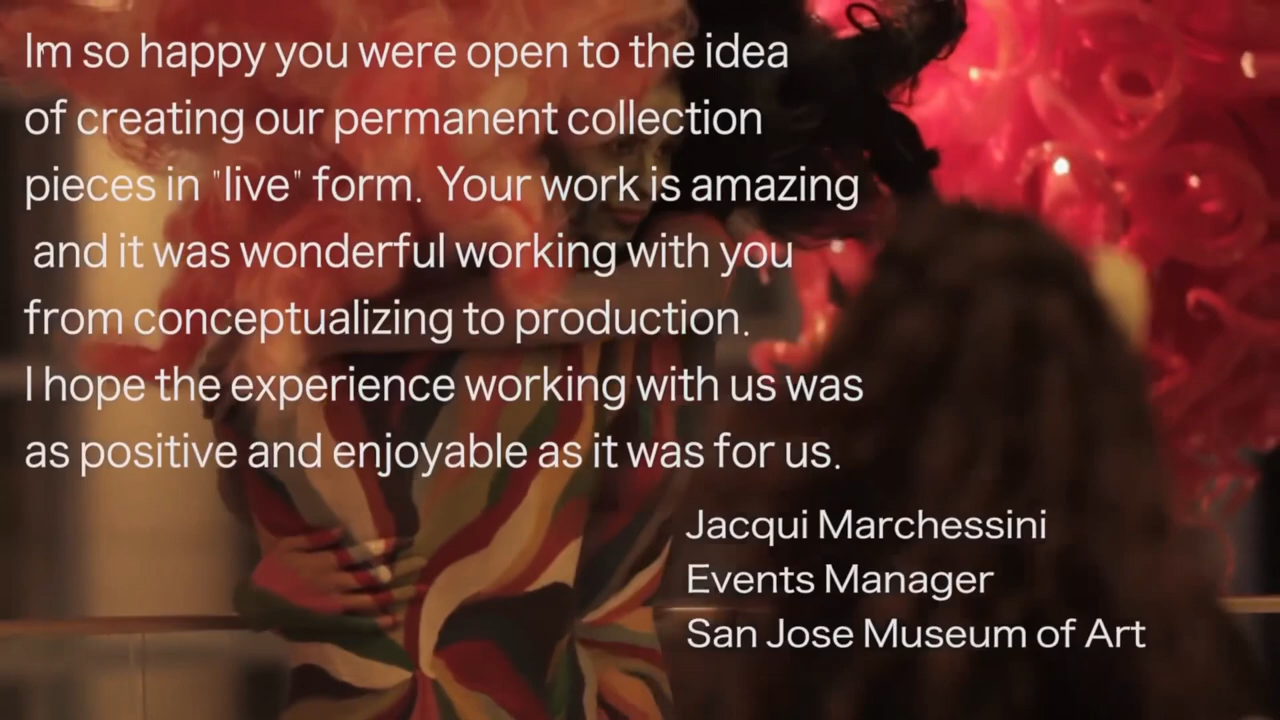 Im so happy you were open to the idea
of creating our permanent collection
pieces in "live" form. Your work is amazing
and it was wonderful working with you
from conceptualizing to production.
I hope the experience working with us was
as positive and enjoyable as it was for us.
Jacqui Marchessini
Events Manager
San Jose Museum of Art